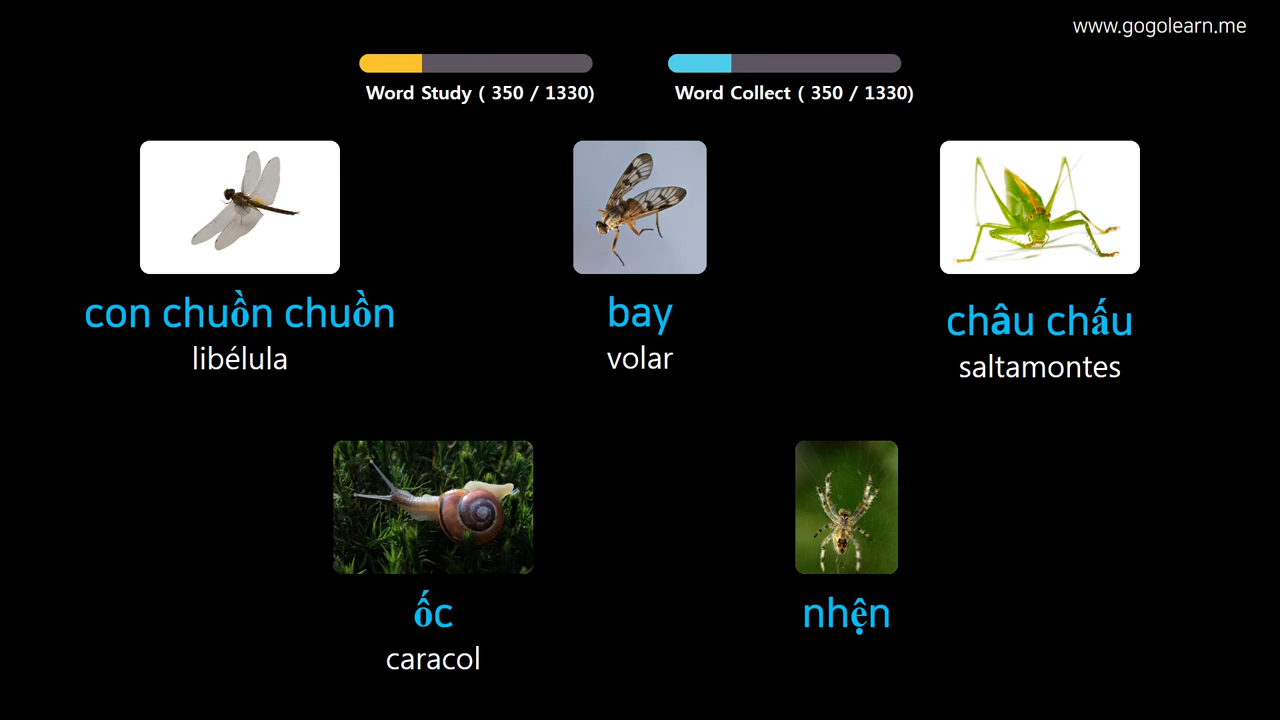 www.gogolearn.me
Word Study ( 350 / 1330)
Word Collect ( 350 / 1330)
con chuồn chuồn
libélula
bay
volar
châu chấu
saltamontes
ốc
caracol
nhện